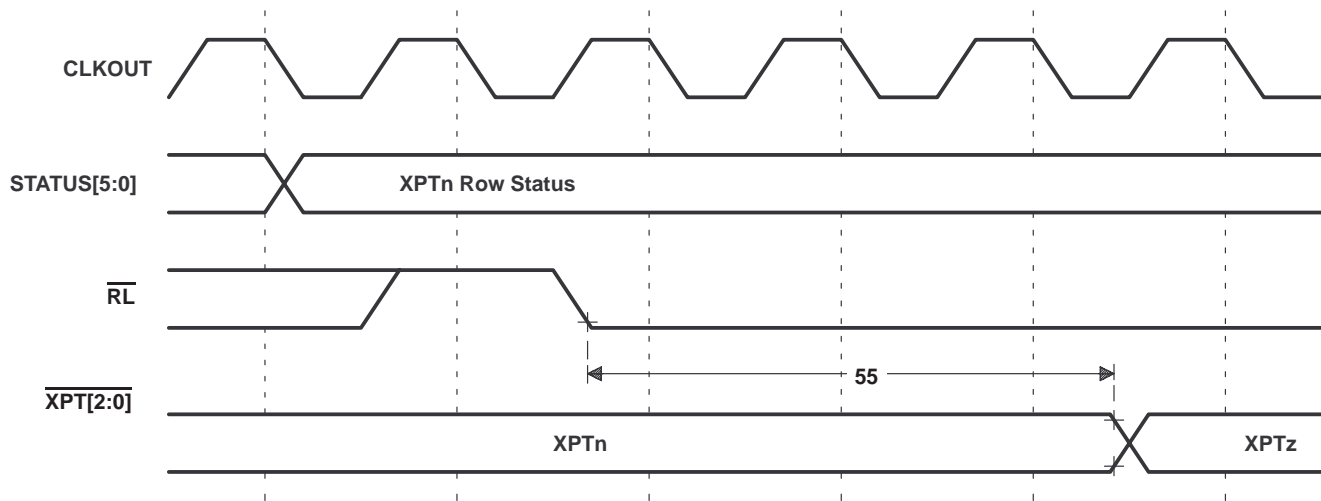 CLKOUT
STATUS[5:0]
XPTn Row Status
RL
55
XPT[2:0]
XPTn
XPTz